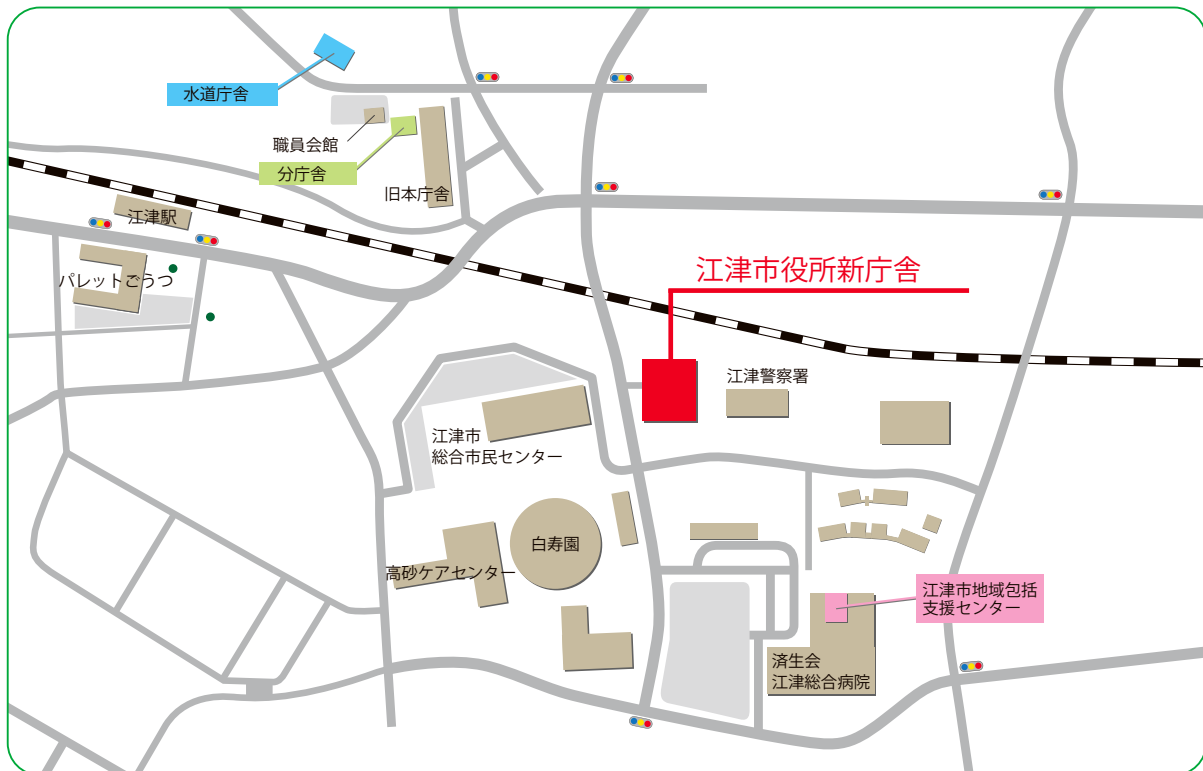 水道庁舎
職員会館
分庁舎
旧本庁舎
江津駅
パレットごうつ
江津市役所新庁舎
江津警察署
江津市
総合市民センター
白寿園
高砂ケアセンター
江津市地域包括
支援センター
済生会
江津総合病院